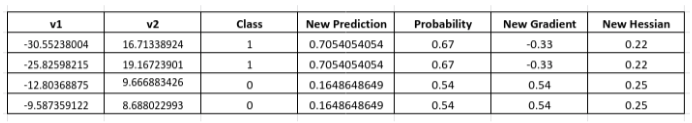 v1 v2 Class New Prediction Probability New Gradient New Hessian
-30.55238004 16.71338924 1 0.7054054054 0.67 -0.33 0.22
-25.82598215 19.16723901 1 0.7054054054 0.67 -0.33 0.22
-12.80368875 9.666883426 0 0.1648648649 0.54 0.54 0.25
-9.587359122 8.688022993 0 0.1648648649 0.54 0.54 0.25